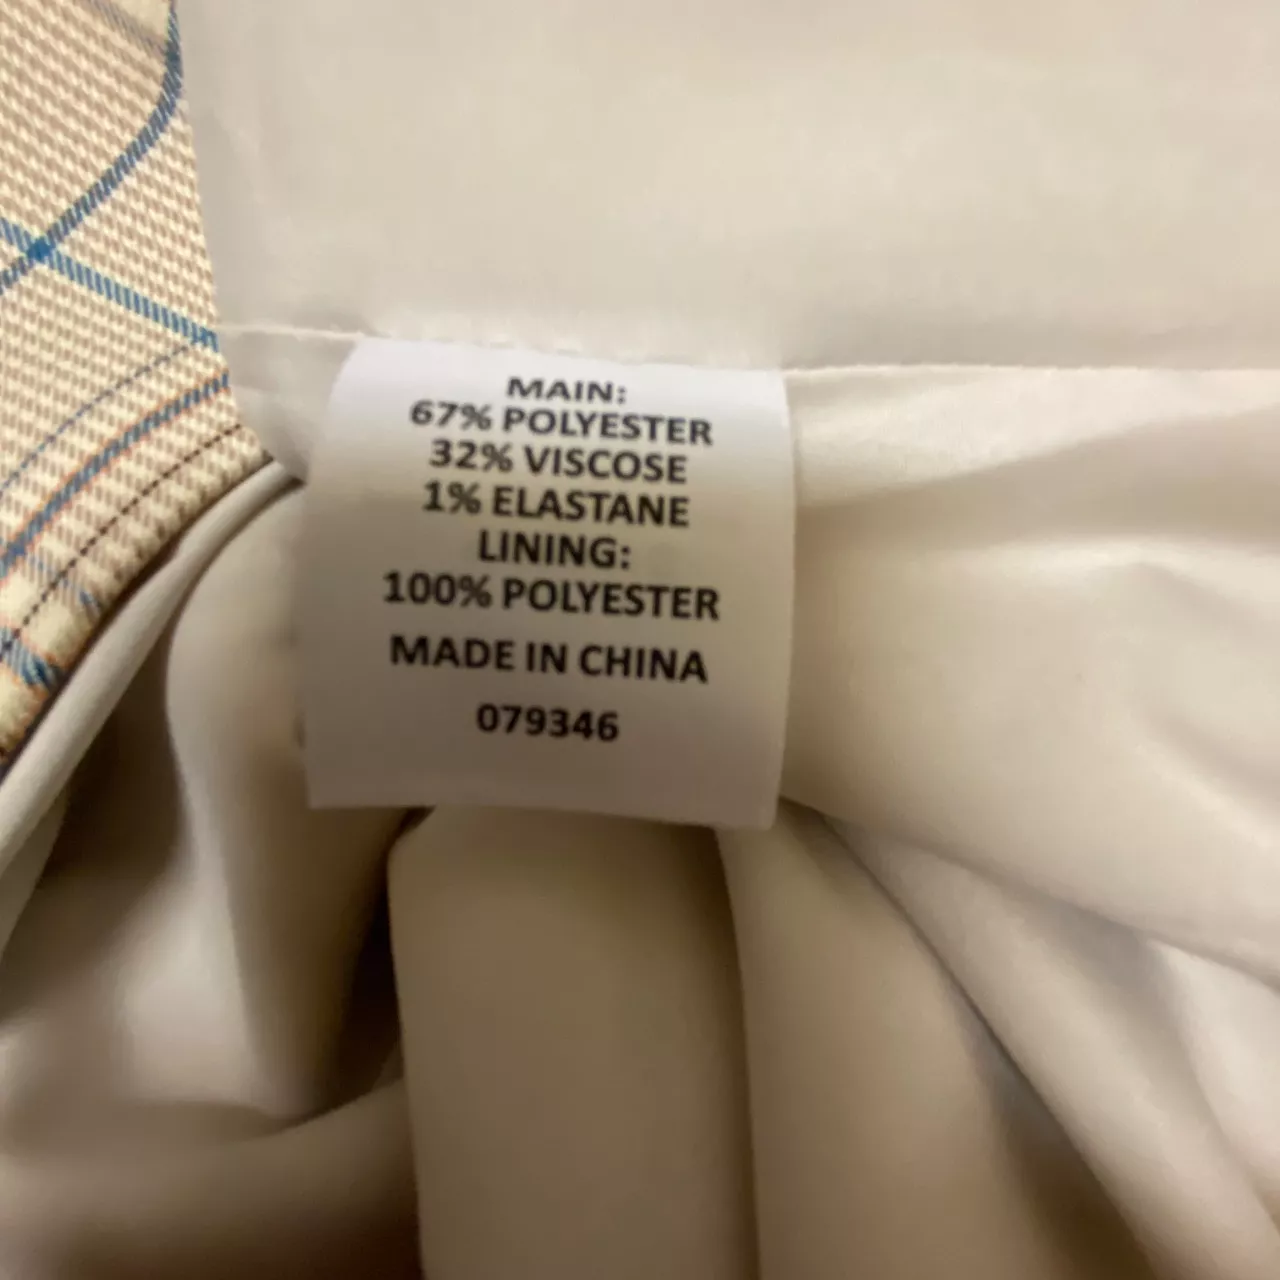 MAIN:
67% POLYESTER
32% VISCOSE
1% ELASTANE
LINING:
100% POLYESTER
MADE IN CHINA
079346